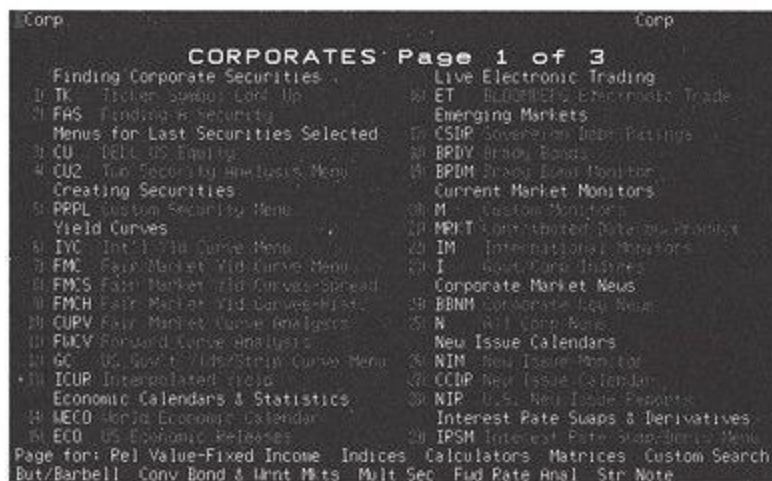 Corp Corp
CORPORATES Page 1 of 3
Finding Corporate Securities
1) TK Ticker Symbol Look Up
2) FAS Finding A Security
Menus for Last Securities Selected
3) CU DELL US Equity
4) CU2 Two Security Analysis Menu
Creating Securities
5) PRPL Custom Security Menu
Yield Curves
6) IYC Int'l Yld Curve Menu
7) FMC Fair Market Yld Curve Menu
8) FMCS Fair Market Yld Curves-Spread
9) FMCH Fair Market Yld Curves-Hist.
10) CURV Fair Market Curve Analysis
11) FWCV Forward Curve Analysis
12) GC US Gov't Ylds/Strip Curve Menu
13) ICUR Interpolated Yield
Economic Calendars & Statistics
14) WECO World Economic Calendar
15) ECO US Economic Releases
Live Electronic Trading
16) ET BLOOMBERG Electronic Trade
Emerging Markets
17) CSDR Sovereign Debt Ratings
18) BRDY Brady Bonds
19) BRDM Brady Bond Monitor
Current Market Monitors
20) M Custom Monitors
21) MRKT Contributed Data by Product
22) IM International Monitors
23) I Govt/Corp Indices
Corporate Market News
24) BBNM Corporate Log News
25) N All Corp News
New Issue Calendars
26) NIM New Issue Monitor
27) CCDR New Issue Calendar
28) NIR U.S. New Issue Reports
Interest Rate Swaps & Derivatives
29) IRSM Interest Rate Swap/Deriv Menu
Page for: Rel Value-Fixed Income Indices Calculators Matrices Custom Search
But/Barbell Conv Bond & Wrnt Mkts Mult Sec Fwd Rate Anal Str Note